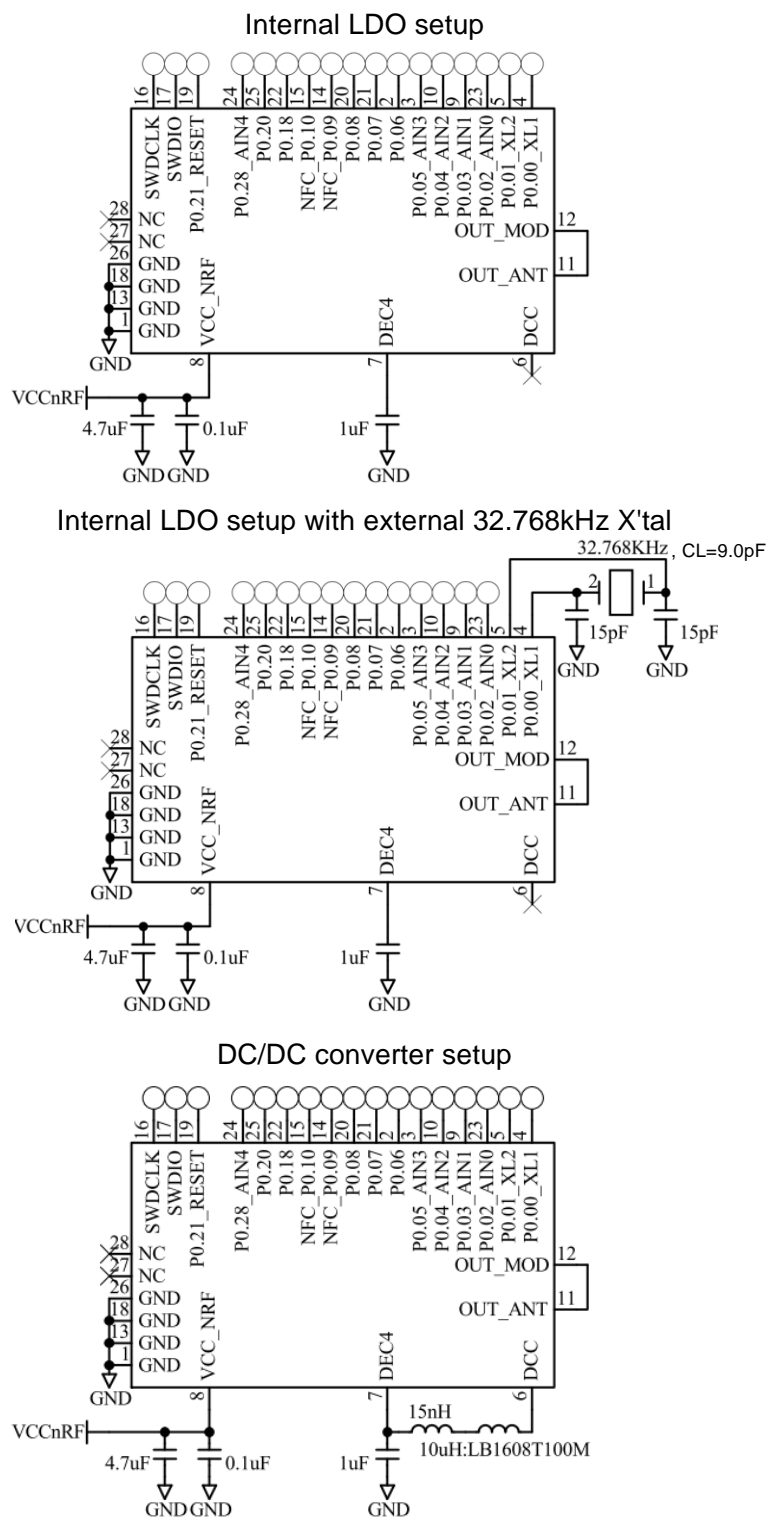 Internal LDO setup
16 17 19 24 25 22 15 14 20 21 2 3 10 9 23 5 4
SWDCLK
SWDIO
P0.21_RESET
P0.28_AIN4
P0.20
P0.18
NFC_P0.10
NFC_P0.09
P0.08
P0.07
P0.06
P0.05_AIN3
P0.04_AIN2
P0.03_AIN1
P0.02_AIN0
P0.01_XL2
P0.00_XL1
28 NC
27 NC
26 GND
18 GND
13 GND
1 GND
OUT_MOD 12
OUT_ANT 11
VCC_NRF
DEC4
DCC
GND
8
7
6
VCCnRF
4.7uF
0.1uF
1uF
GND GND
GND
Internal LDO setup with external 32.768kHz X'tal
32.768KHz, CL=9.0pF
2 1
15pF
15pF
GND
GND
16 17 19 24 25 22 15 14 20 21 2 3 10 9 23 5 4
SWDCLK
SWDIO
P0.21_RESET
P0.28_AIN4
P0.20
P0.18
NFC_P0.10
NFC_P0.09
P0.08
P0.07
P0.06
P0.05_AIN3
P0.04_AIN2
P0.03_AIN1
P0.02_AIN0
P0.01_XL2
P0.00_XL1
28 NC
27 NC
26 GND
18 GND
13 GND
1 GND
OUT_MOD 12
OUT_ANT 11
VCC_NRF
DEC4
DCC
GND
8
7
6
VCCnRF
4.7uF
0.1uF
1uF
GND GND
GND
DC/DC converter setup
16 17 19 24 25 22 15 14 20 21 2 3 10 9 23 5 4
SWDCLK
SWDIO
P0.21_RESET
P0.28_AIN4
P0.20
P0.18
NFC_P0.10
NFC_P0.09
P0.08
P0.07
P0.06
P0.05_AIN3
P0.04_AIN2
P0.03_AIN1
P0.02_AIN0
P0.01_XL2
P0.00_XL1
28 NC
27 NC
26 GND
18 GND
13 GND
1 GND
OUT_MOD 12
OUT_ANT 11
VCC_NRF
DEC4
DCC
GND
8
7
6
VCCnRF
15nH
10uH:LB1608T100M
4.7uF
0.1uF
1uF
GND GND
GND